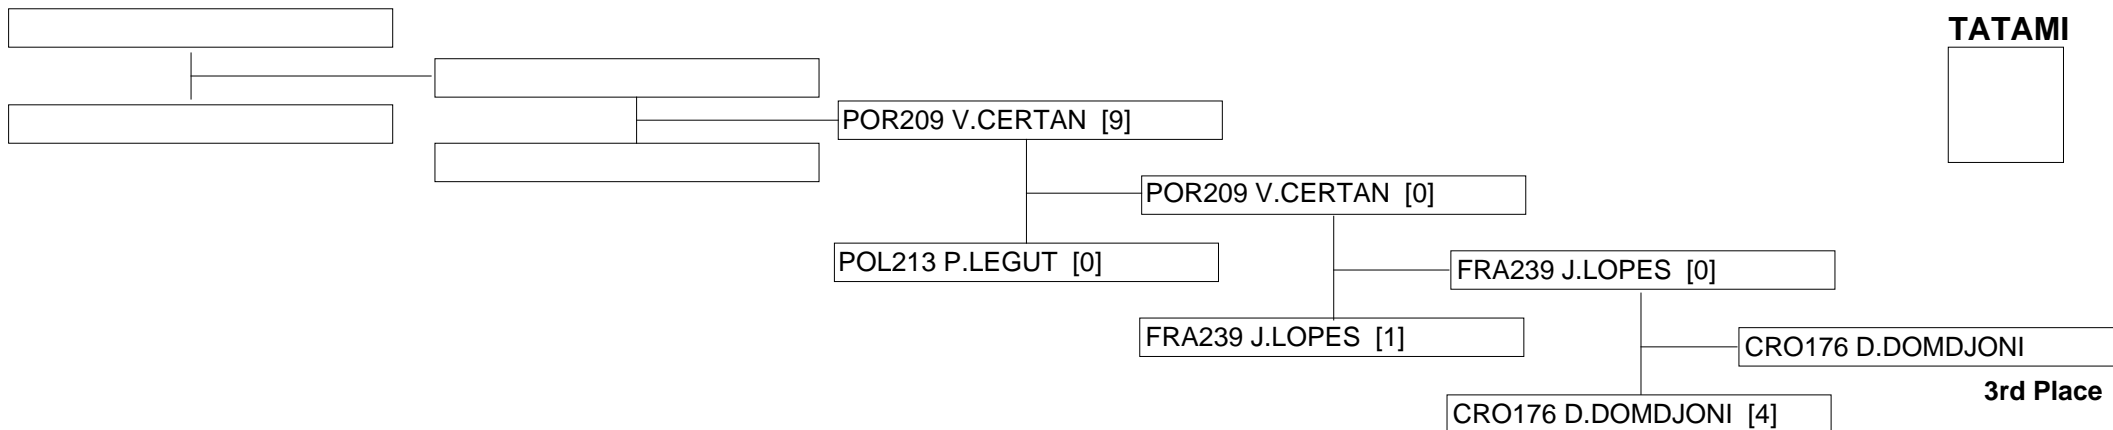 TATAMI
POR209 V.CERTAN [9]
POR209 V.CERTAN [0]
POL213 P.LEGUT [0]
FRA239 J.LOPES [0]
FRA239 J.LOPES [1]
CRO176 D.DOMDJONI
3rd Place
CRO176 D.DOMDJONI [4]